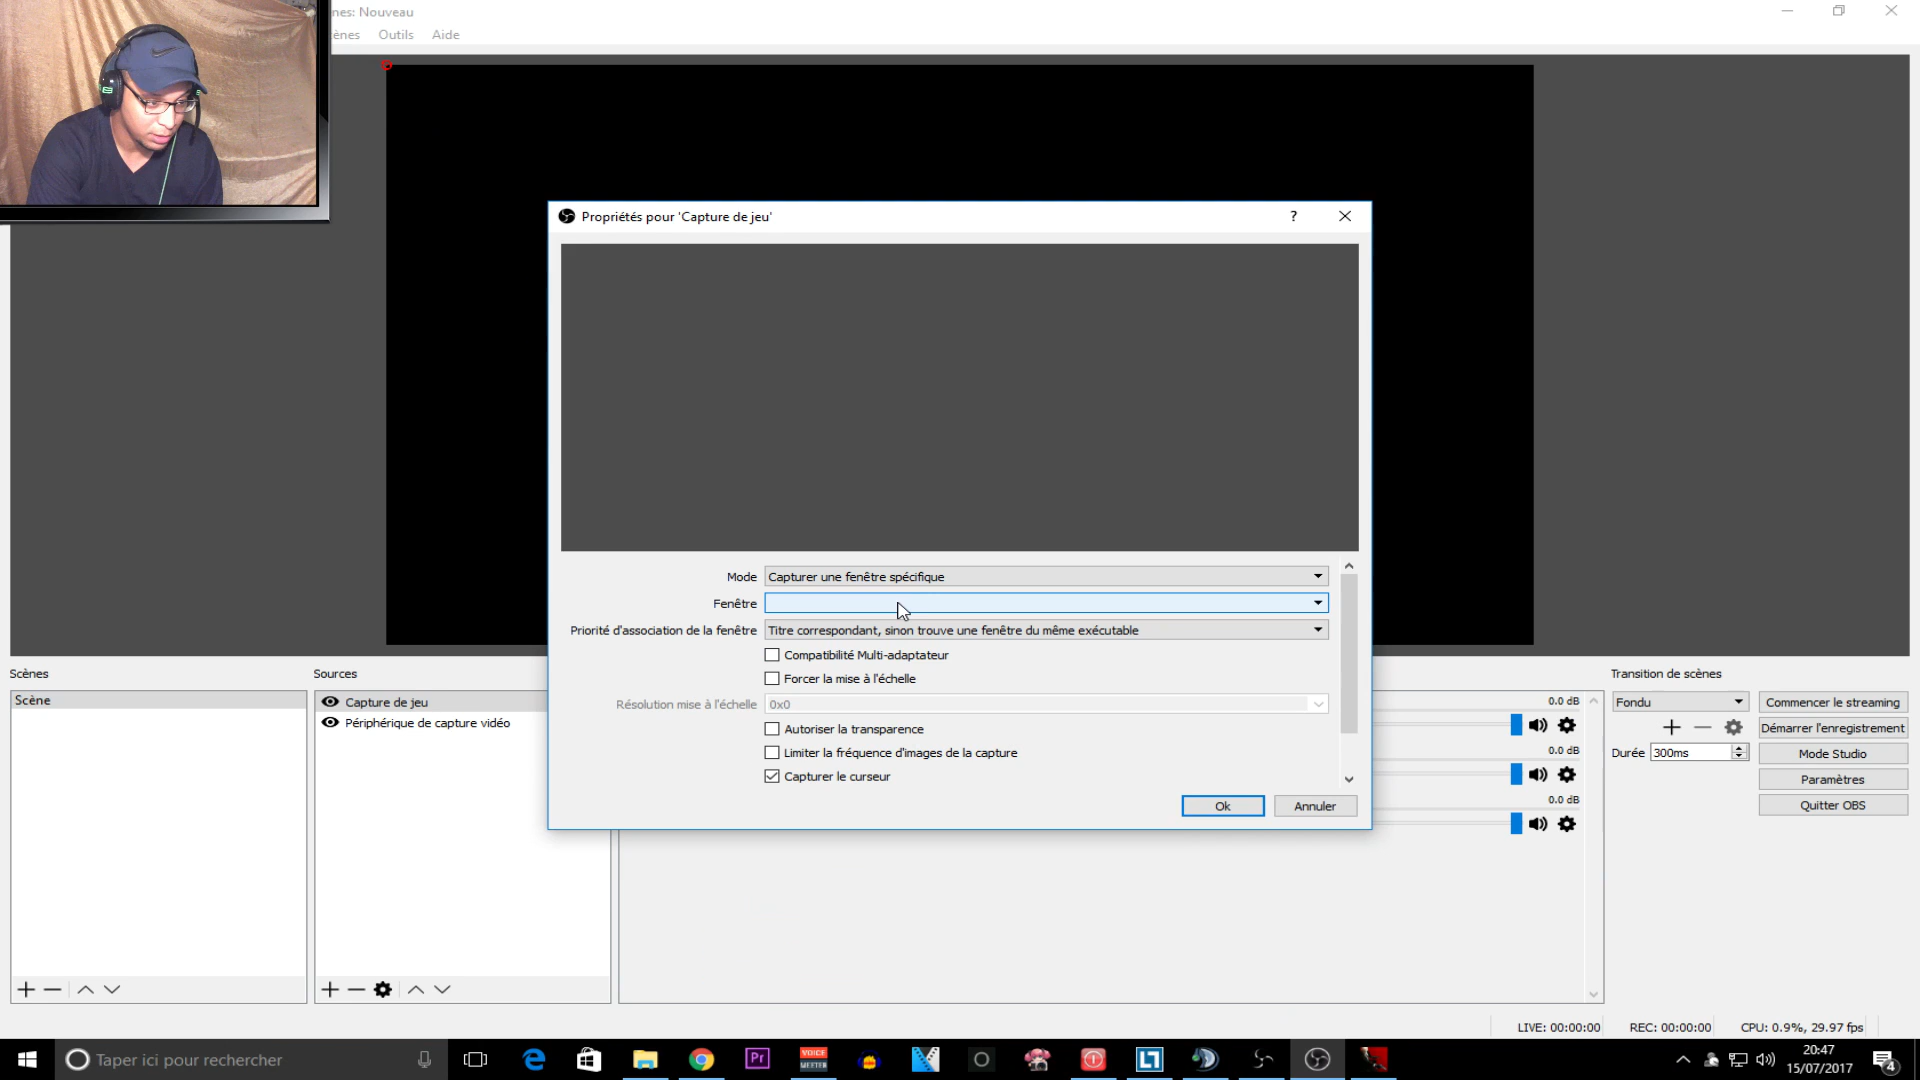 nes: Nouveau
ènes Outils Aide
Propriétés pour 'Capture de jeu'
?
Mode Capturer une fenêtre spécifique
Fenêtre
Priorité d'association de la fenêtre Titre correspondant, sinon trouve une fenêtre du même exécutable
Compatibilité Multi-adaptateur
Forcer la mise à l'échelle
Résolution mise à l'échelle 0x0
Autoriser la transparence
Limiter la fréquence d'images de la capture
Capturer le curseur
Ok Annuler
Scènes
Scène
Sources
Capture de jeu
Périphérique de capture vidéo
0.0 dB
0.0 dB
0.0 dB
Transition de scènes
Fondu
Durée 300ms
Commencer le streaming
Démarrer l'enregistrement
Mode Studio
Paramètres
Quitter OBS
LIVE: 00:00:00 REC: 00:00:00 CPU: 0.9%, 29.97 fps
Taper ici pour rechercher
Pr
VOICE
MEETER
20:47
15/07/2017
4